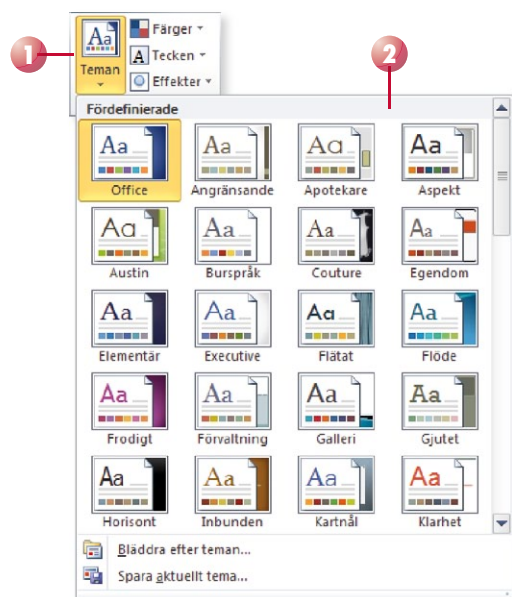 Aa
Färger
A Tecken
Teman
Effekter
1
2
Fördefinierade
Aa Aa Aa Aa
Office Angränsande Apotekare Aspekt
Aa Aa Aa Aa
Austin Burspråk Couture Egendom
Aa Aa Aa Aa
Elementär Executive Flätat Flöde
Aa Aa Aa Aa
Frodigt Förvaltning Galleri Gjutet
Aa Aa Aa Aa
Horisont Inbunden Kartnål Klarhet
Bläddra efter teman...
Spara aktuellt tema...